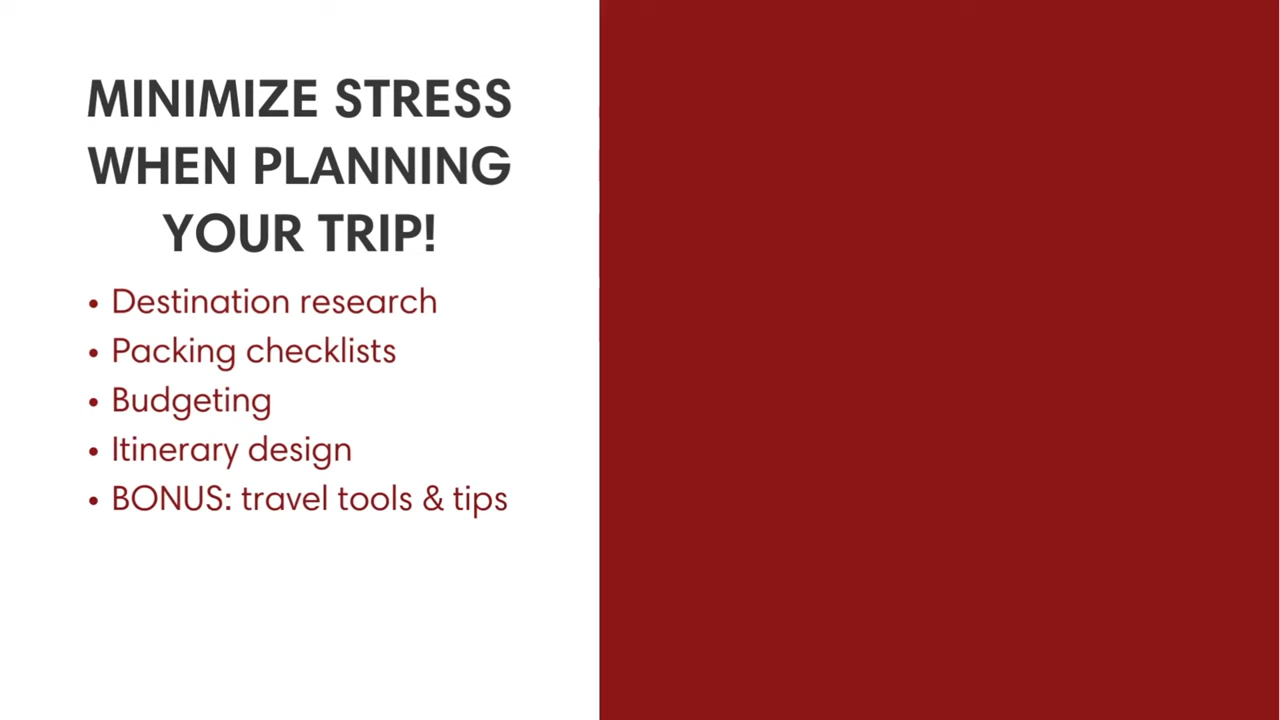 MINIMIZE STRESS
WHEN PLANNING
YOUR TRIP!
• Destination research
• Packing checklists
• Budgeting
• Itinerary design
• BONUS: travel tools & tips